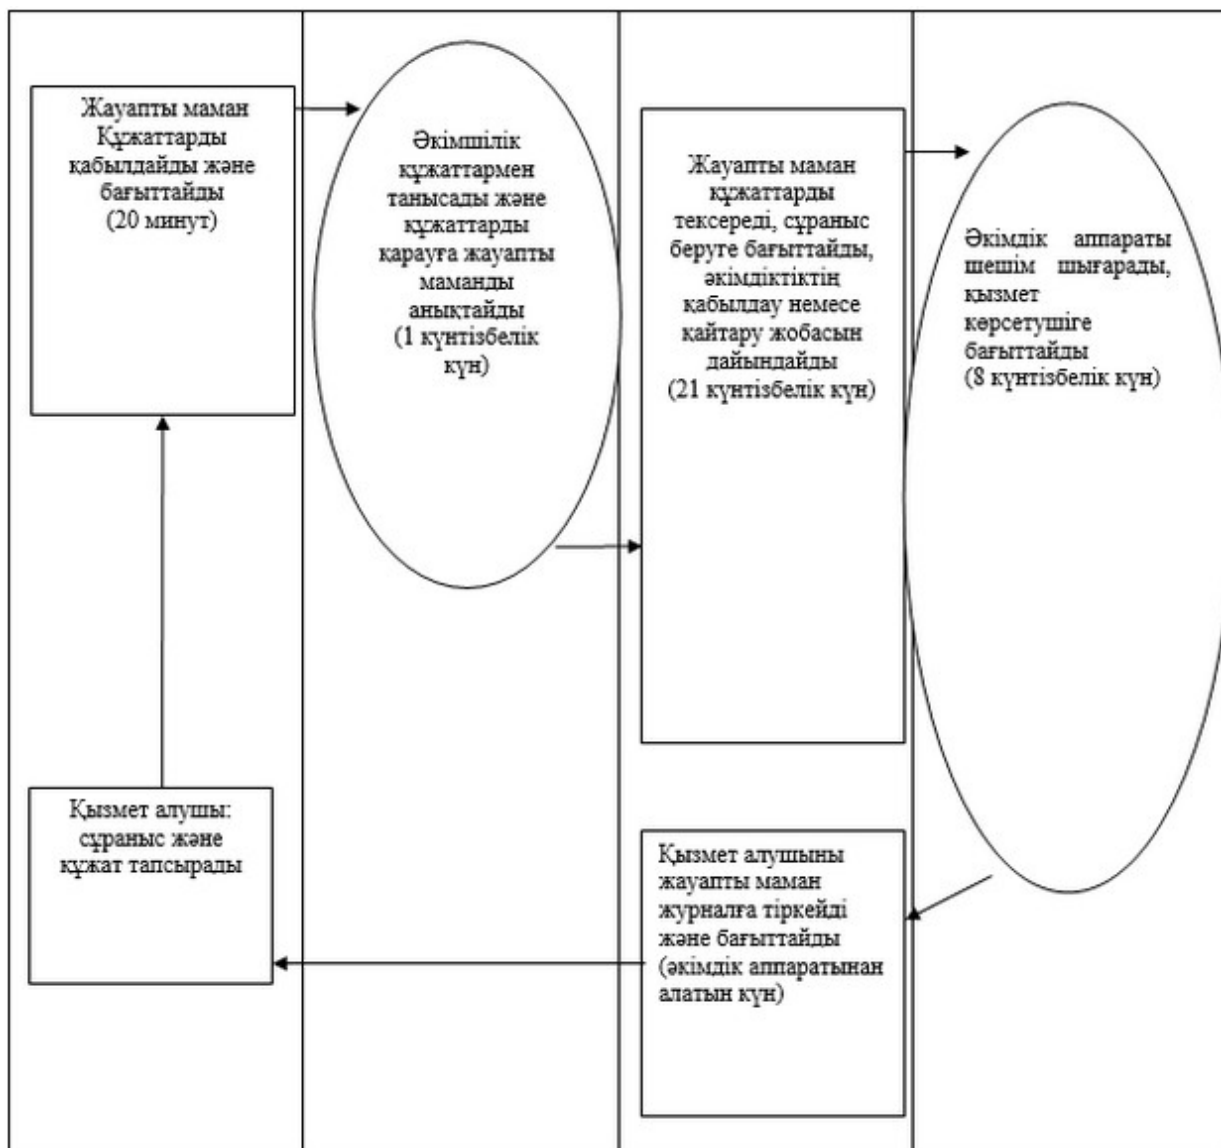 Жауапты маман
Құжаттарды
қабылдайды және
бағыттайды
(20 минут)
Әкімшілік
құжаттармен
танысады және
құжаттарды
қарауға жауапты
маманды
анықтайды
(1 күнтізбелік
күн)
Жауапты маман
құжаттарды
тексереді, сұраныс
беруге бағыттайды,
әкімдіктіктің
қабылдау немесе
қайтару жобасын
дайындайды
(21 күнтізбелік күн)
Әкімдік аппараты
шешім шығарады,
қызмет
көрсетушіге
бағыттайды
(8 күнтізбелік күн)
Қызмет алушы:
сұраныс және
құжат тапсырады
Қызмет алушыны
жауапты маман
журналға тіркейді
және бағыттайды
(әкімдік аппаратынан
алатын күн)